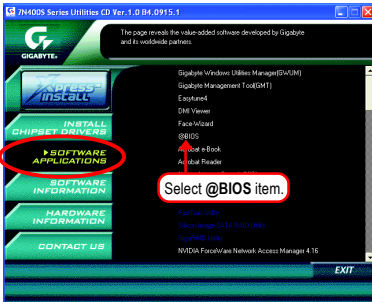 7N400S Series Utilities CD Ver.1.0 B4.0915.1
The page reveals the value-added software developed by Gigabyte
and its worldwide partners.
GIGABYTE
Xpress-
Install
INSTALL
CHIPSET DRIVERS
SOFTWARE
APPLICATIONS
SOFTWARE
INFORMATION
HARDWARE
INFORMATION
CONTACT US
Gigabyte Windows Utilities Manager(GWUM)
Gigabyte Management Tool(GMT)
Easytune4
DMI Viewer
Face-Wizard
@BIOS
Acrobat e-Book
Acrobat Reader
Select @BIOS item.
NVIDIA ForceWare Network Access Manager 4.16
EXIT